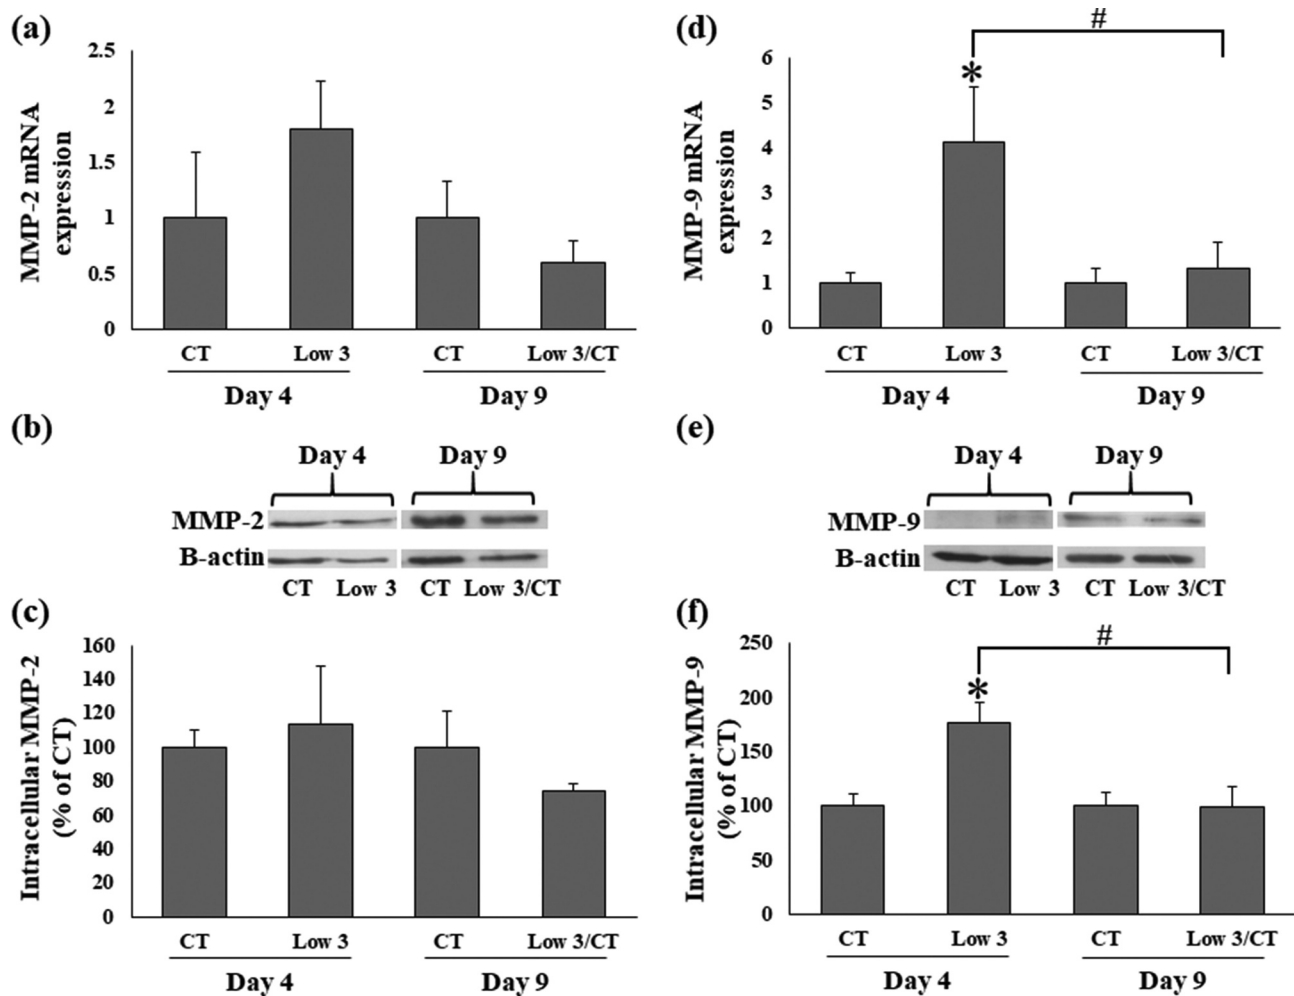 (a)
MMP-2 mRNA
expression
2.5
2
1.5
1
0.5
0
CT Low 3 CT Low 3/CT
Day 4 Day 9
(b)
Day 4 Day 9
MMP-2
B-actin
CT Low 3 CT Low 3/CT
(c)
Intracellular MMP-2
(% of CT)
160
140
120
100
80
60
40
20
0
CT Low 3 CT Low 3/CT
Day 4 Day 9
(d)
#
*
MMP-9 mRNA
expression
6
5
4
3
2
1
0
CT Low 3 CT Low 3/CT
Day 4 Day 9
(e)
Day 4 Day 9
MMP-9
B-actin
CT Low 3 CT Low 3/CT
(f)
#
*
Intracellular MMP-9
(% of CT)
250
200
150
100
50
0
CT Low 3 CT Low 3/CT
Day 4 Day 9